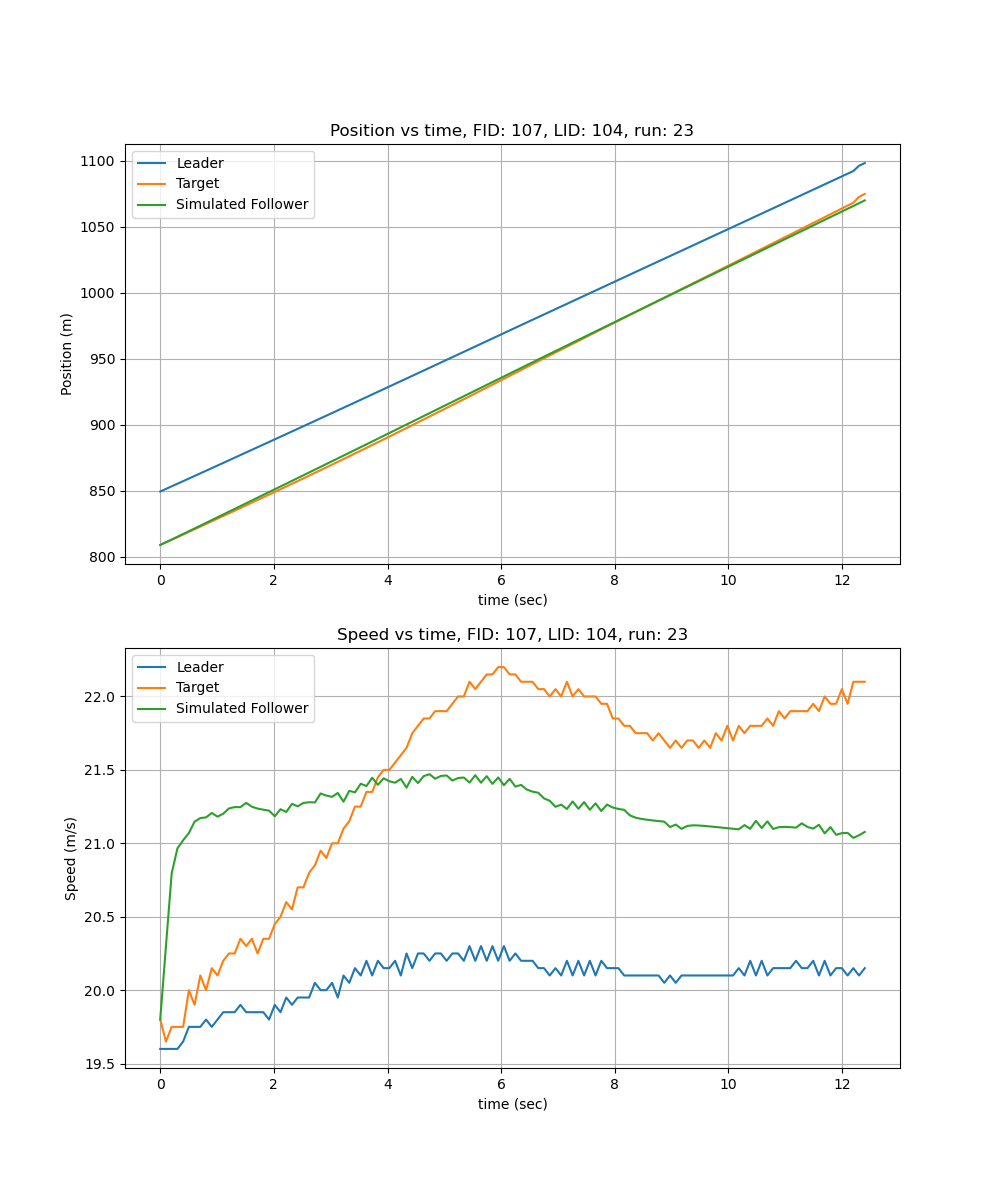 Position vs time, FID: 107, LID: 104, run: 23
Leader
Target
Simulated Follower
1100
1050
1000
950
900
850
800
Position (m)
0 2 4 6 8 10 12
time (sec)
Speed vs time, FID: 107, LID: 104, run: 23
Leader
Target
Simulated Follower
22.0
21.5
21.0
20.5
20.0
19.5
Speed (m/s)
0 2 4 6 8 10 12
time (sec)